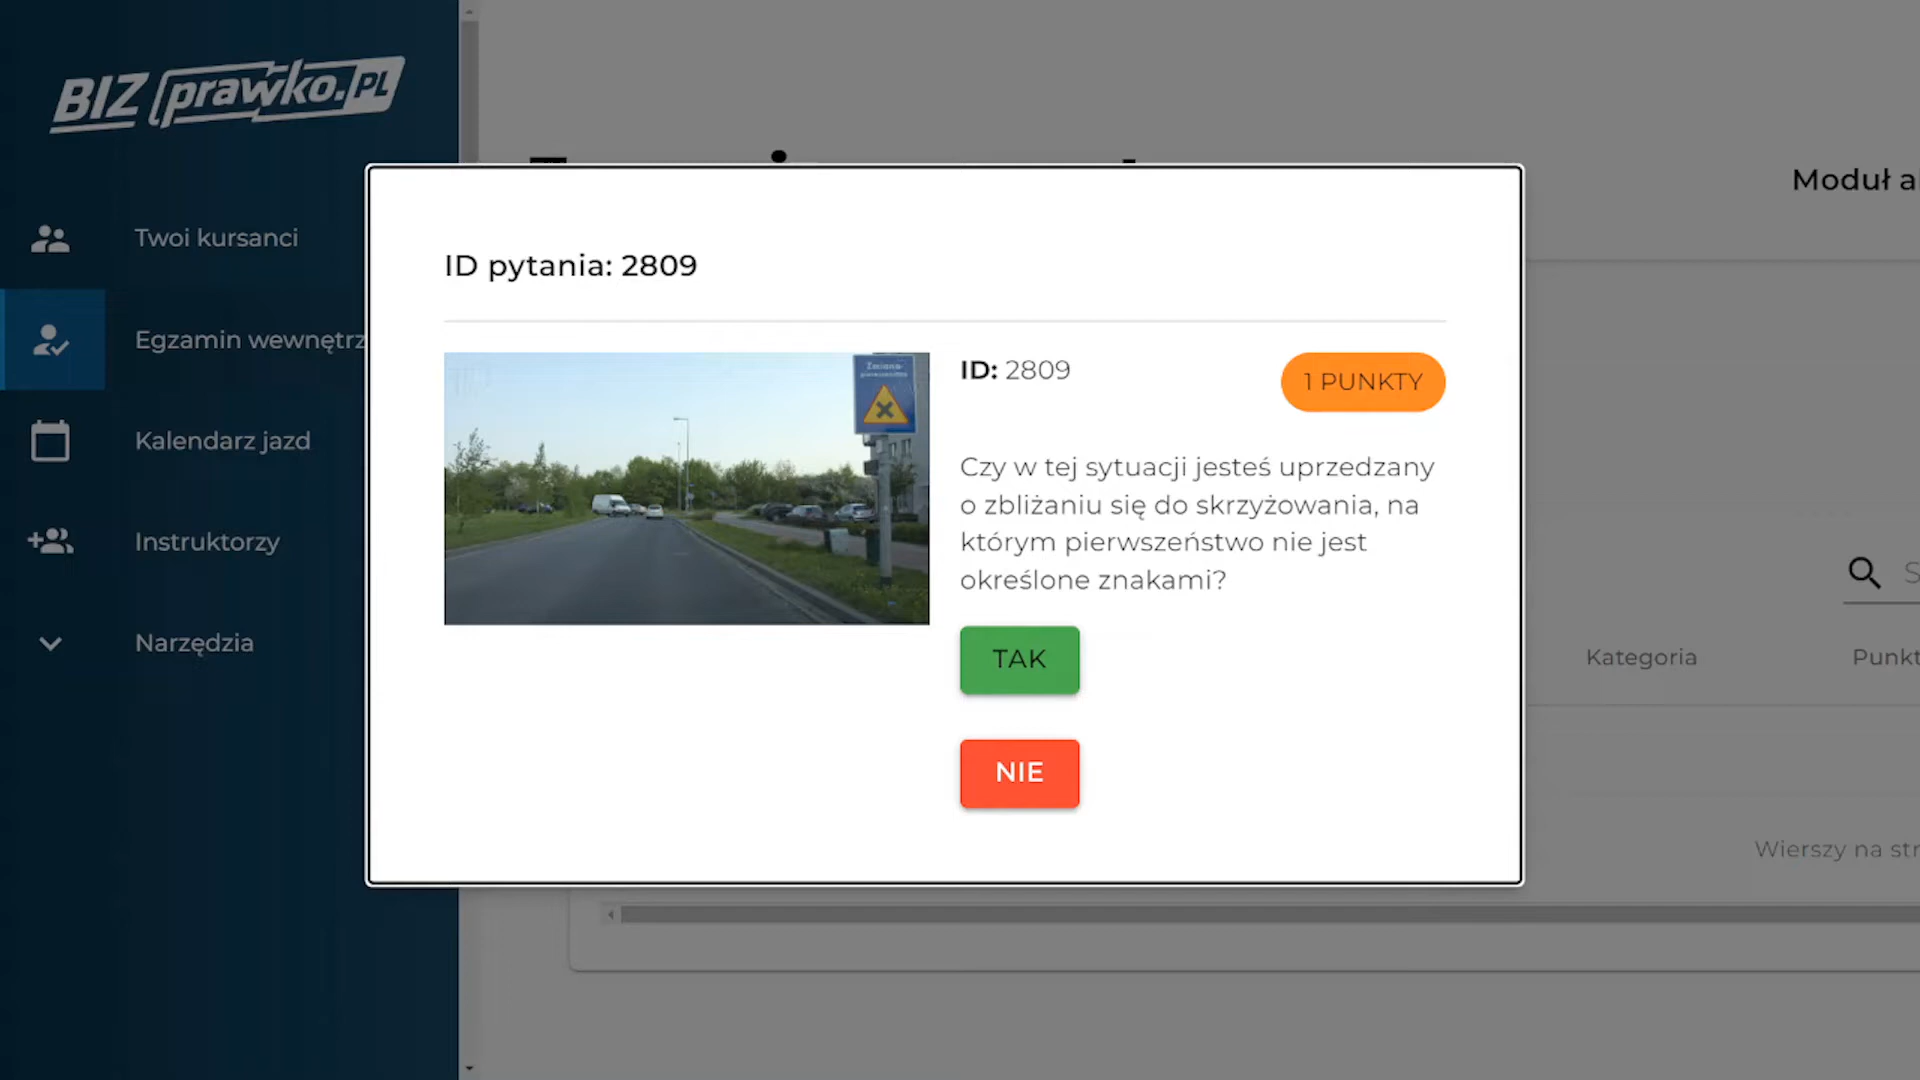 BIZ prawko.PL
Twoi kursanci
Egzamin wewnętrz
Kalendarz jazd
Instruktorzy
Narzędzia
Moduł a
ID pytania: 2809
Zmiana
pierwszeństwa
ID: 2809
1 PUNKTY
Czy w tej sytuacji jesteś uprzedzany
o zbliżaniu się do skrzyżowania, na
którym pierwszeństwo nie jest
określone znakami?
TAK
NIE
S
Kategoria
Punkt
Wierszy na str